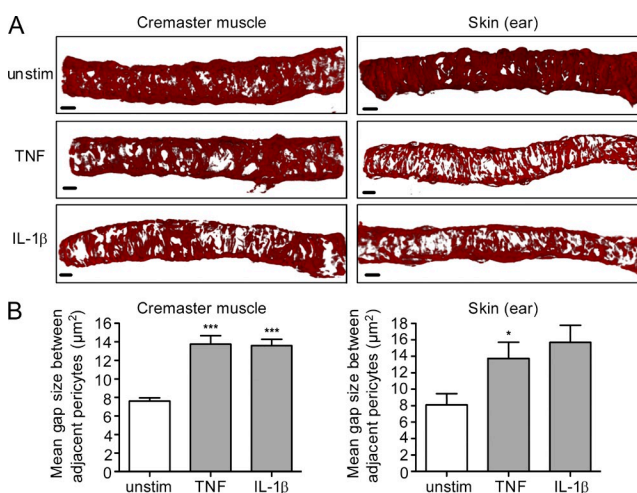 A
Cremaster muscle
Skin (ear)
unstim
TNF
IL-1β
B
Cremaster muscle
Mean gap size between
adjacent pericytes (µm²)
16
14
12
10
8
6
4
2
0
***
***
unstim
TNF
IL-1β
Skin (ear)
Mean gap size between
adjacent pericytes (µm²)
18
16
14
12
10
8
6
4
2
0
*
unstim
TNF
IL-1β